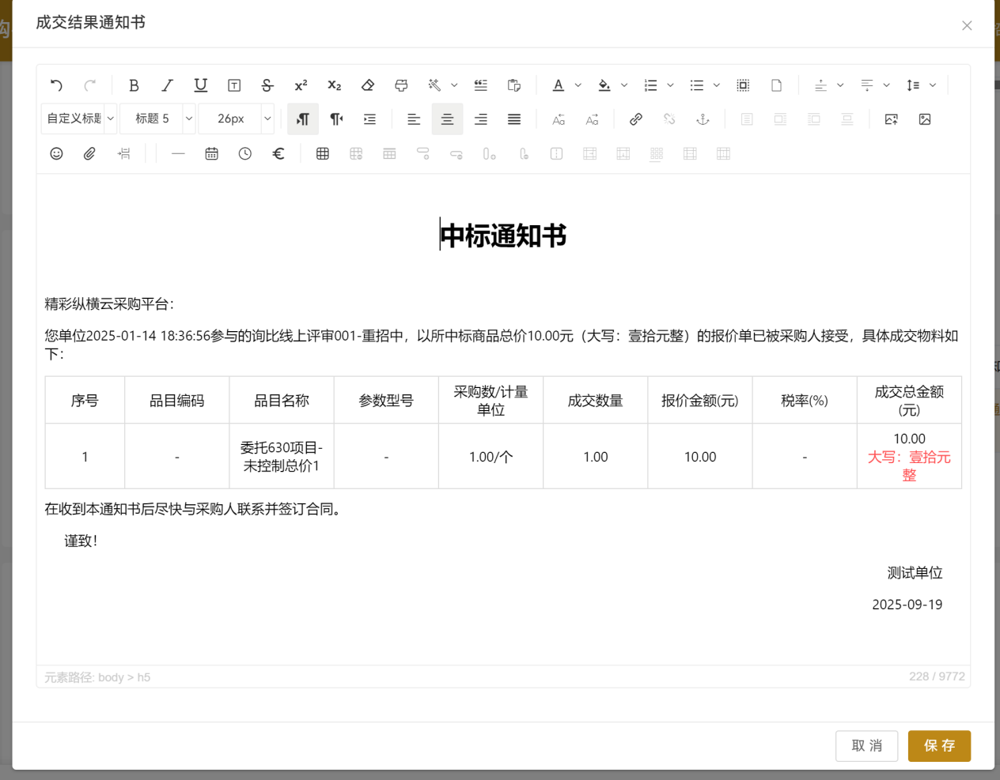 成交结果通知书
自定义标题
标题 5
26px
中标通知书
精彩纵横云采购平台：
您单位2025-01-14 18:36:56参与的询比线上评审001-重招中，以所中标商品总价10.00元（大写：壹拾元整）的报价单已被采购人接受，具体成交物料如
下：
序号 品目编码 品目名称 参数型号 采购数/计量单位 成交数量 报价金额(元) 税率(%) 成交总金额(元)
1 - 委托630项目-未控制总价1 - 1.00/个 1.00 10.00 - 10.00 大写：壹拾元整
在收到本通知书后尽快与采购人联系并签订合同。
谨致！
测试单位
2025-09-19
元素路径: body > h5
228 / 9772
取 消
保 存